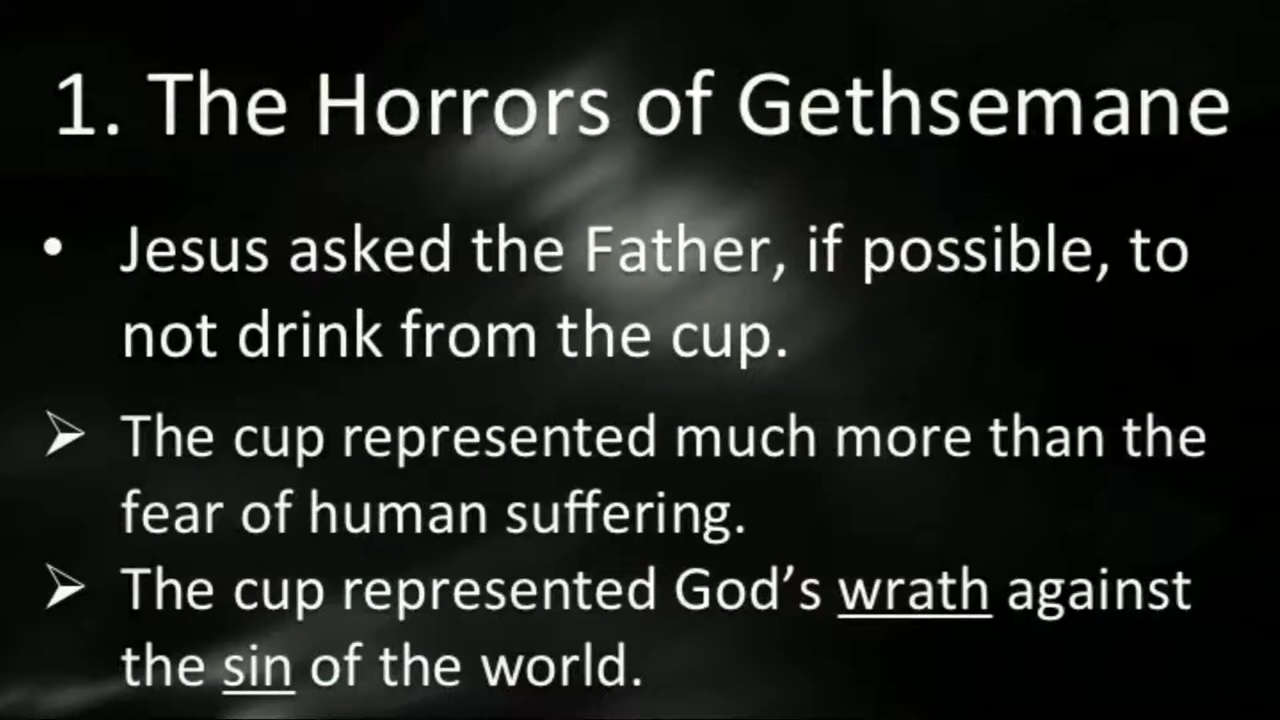 1. The Horrors of Gethsemane
• Jesus asked the Father, if possible, to
not drink from the cup.
➢ The cup represented much more than the
fear of human suffering.
➢ The cup represented God’s wrath against
the sin of the world.